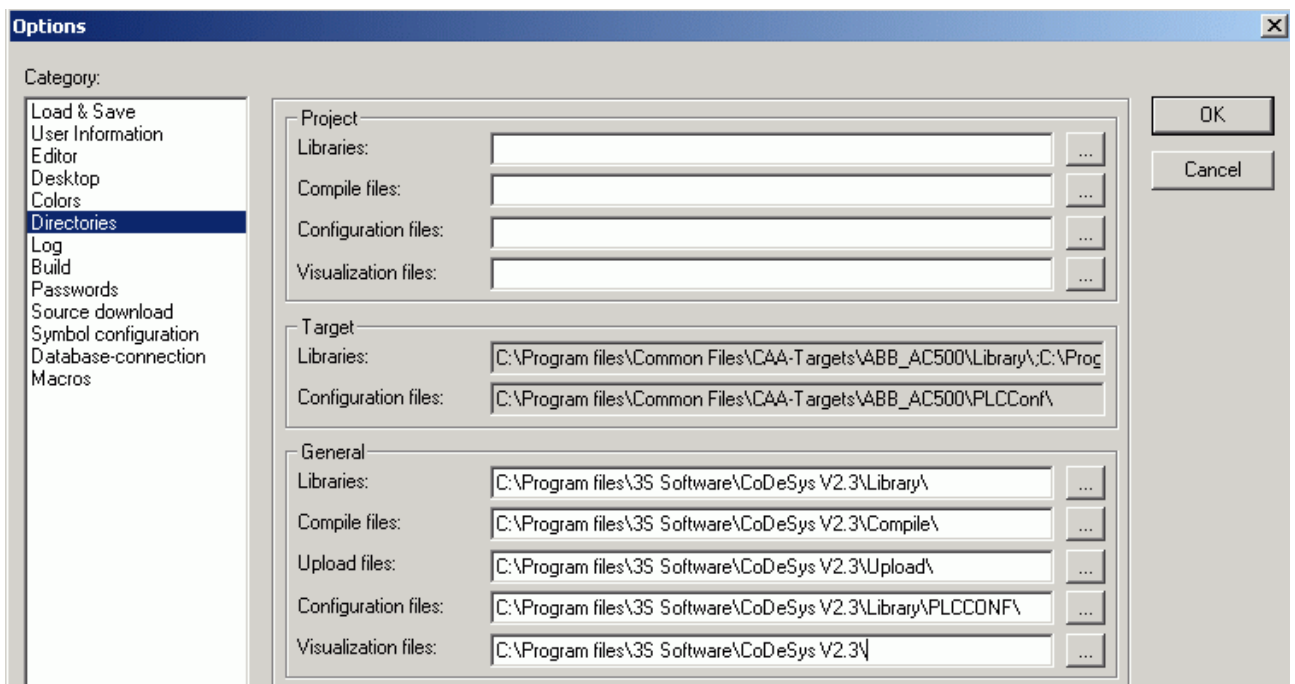 Options
Category:
Load & Save
User Information
Editor
Desktop
Colors
Directories
Log
Build
Passwords
Source download
Symbol configuration
Database-connection
Macros
Project
Libraries:
...
Compile files:
...
Configuration files:
...
Visualization files:
...
Target
Libraries: C:\Program files\Common Files\CAA-Targets\ABB_AC500\Library\;C:\Prog
Configuration files: C:\Program files\Common Files\CAA-Targets\ABB_AC500\PLCConf\
General
Libraries: C:\Program files\3S Software\CoDeSys V2.3\Library\ ...
Compile files: C:\Program files\3S Software\CoDeSys V2.3\Compile\ ...
Upload files: C:\Program files\3S Software\CoDeSys V2.3\Upload\ ...
Configuration files: C:\Program files\3S Software\CoDeSys V2.3\Library\PLCCONF\ ...
Visualization files: C:\Program files\3S Software\CoDeSys V2.3\ ...
OK
Cancel